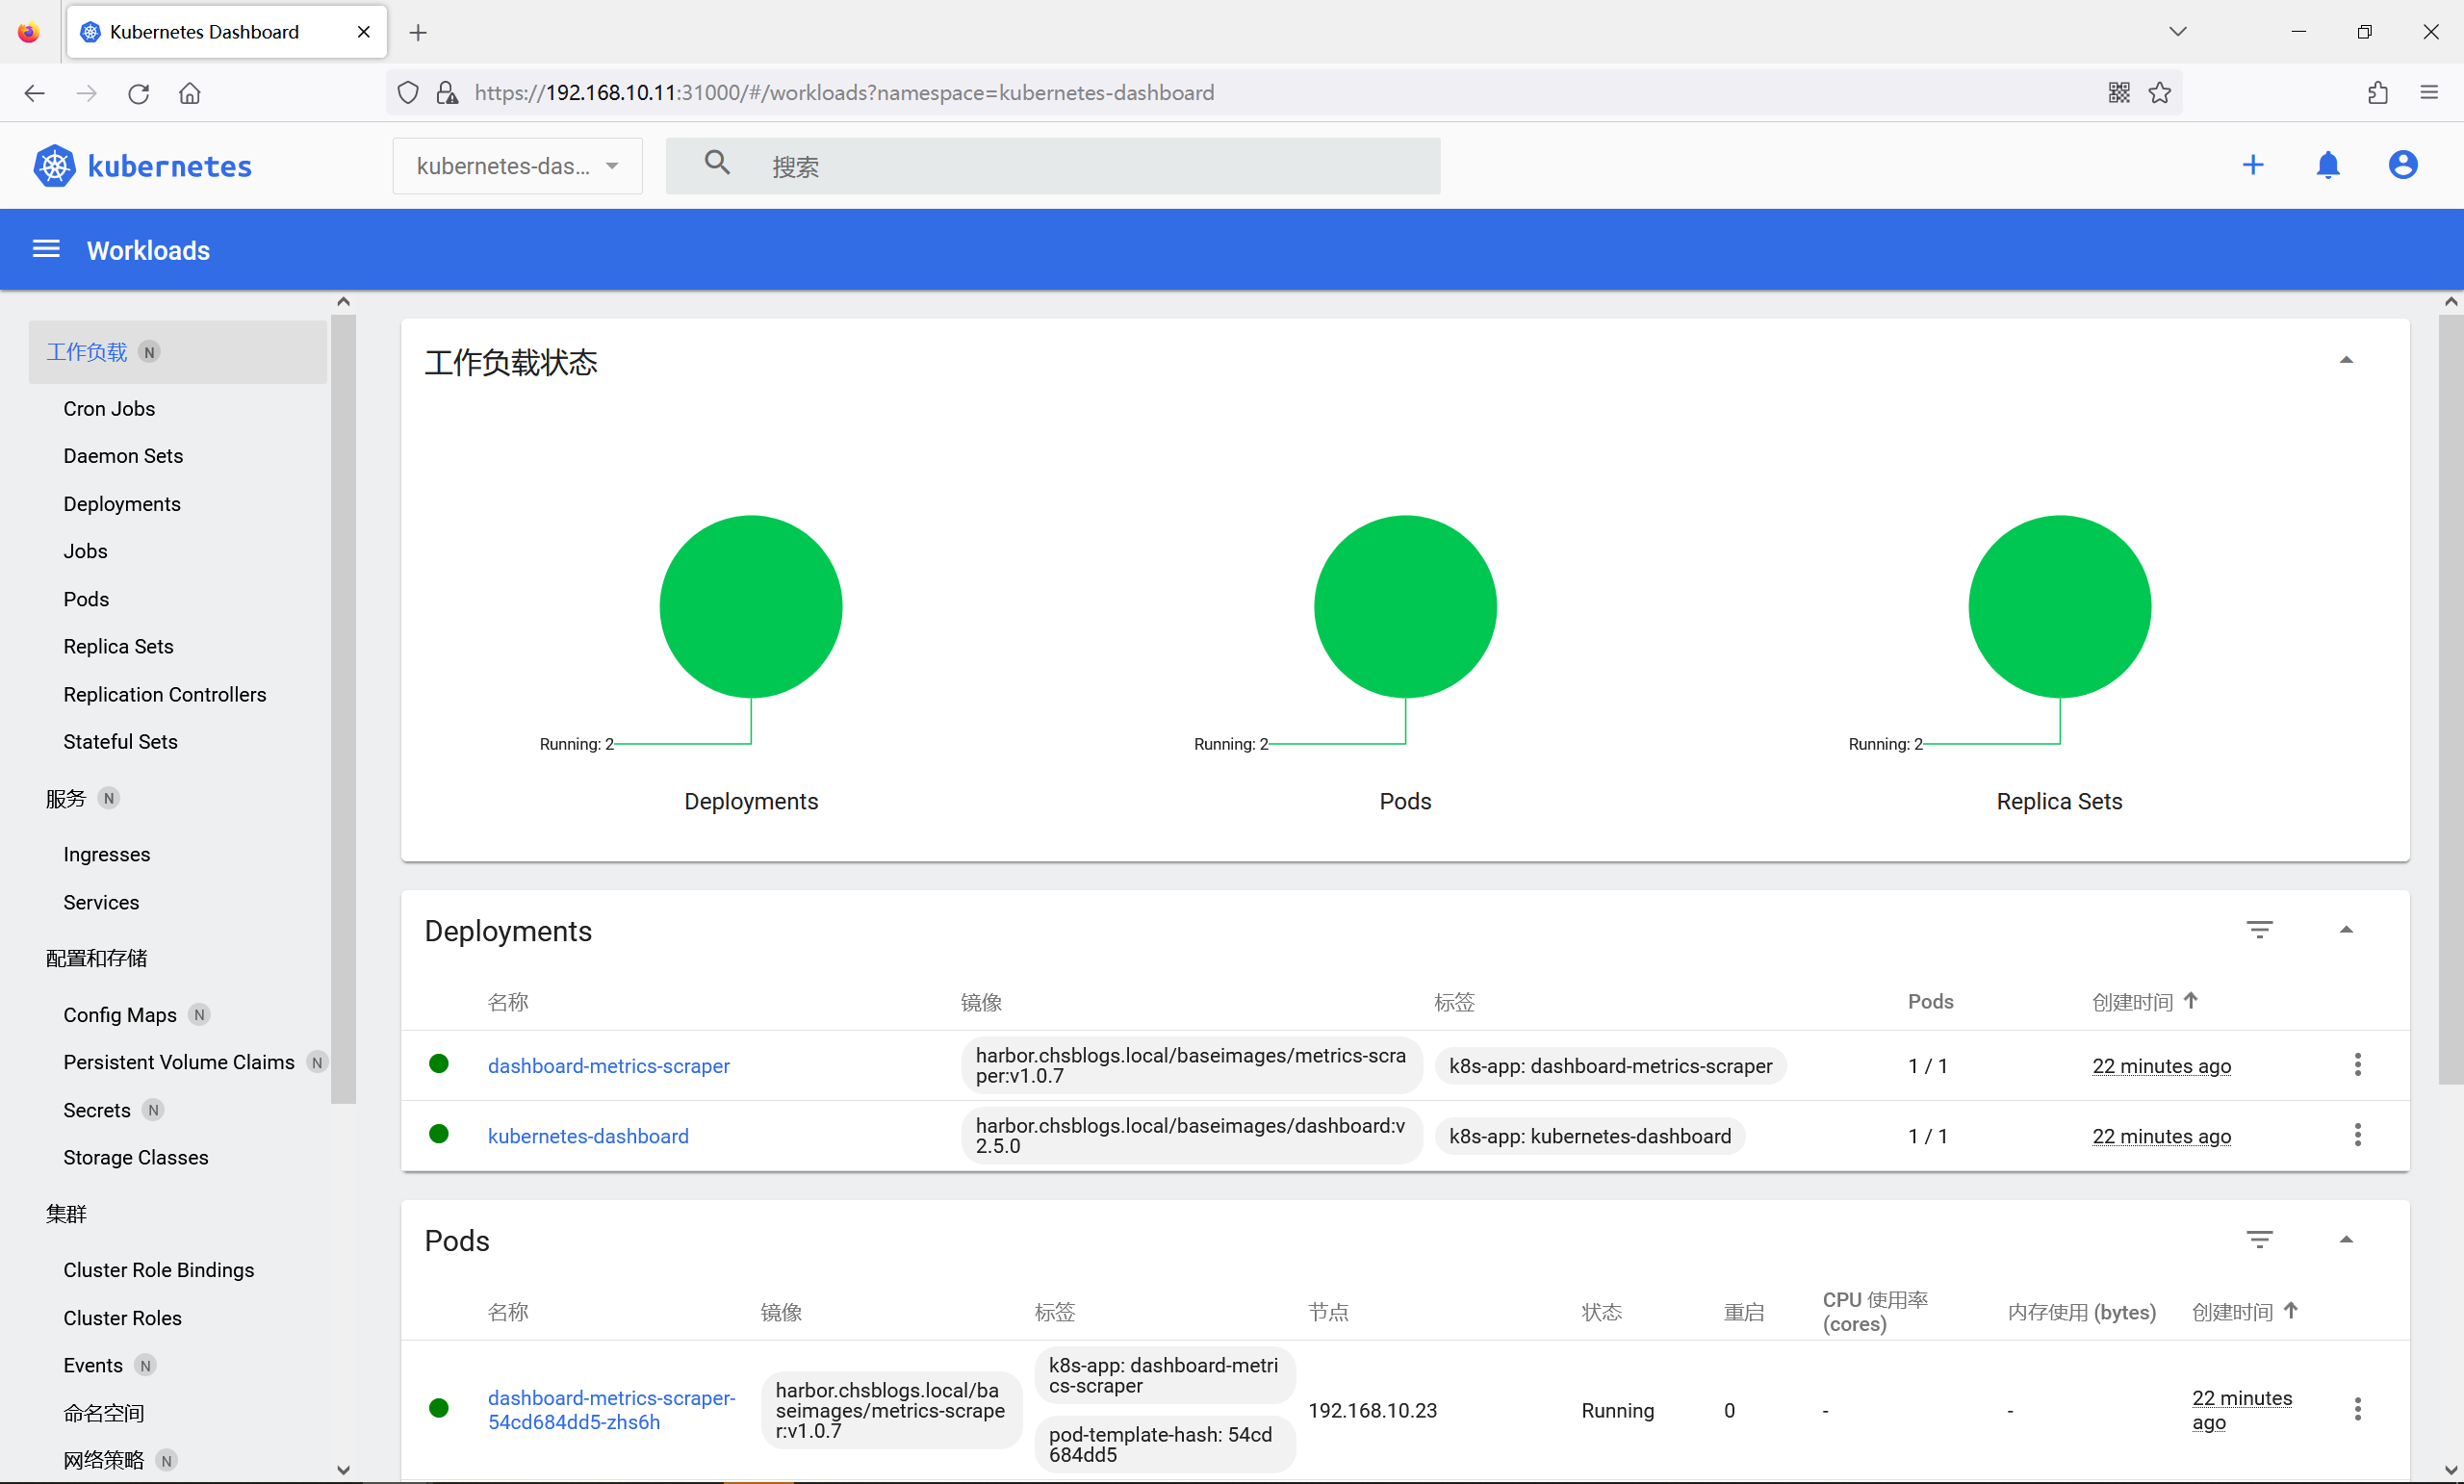 Kubernetes Dashboard
https://192.168.10.11:31000/#/workloads?namespace=kubernetes-dashboard
kubernetes
kubernetes-das...
搜索
Workloads
工作负载 N
Cron Jobs
Daemon Sets
Deployments
Jobs
Pods
Replica Sets
Replication Controllers
Stateful Sets
服务 N
Ingresses
Services
配置和存储
Config Maps N
Persistent Volume Claims N
Secrets N
Storage Classes
集群
Cluster Role Bindings
Cluster Roles
Events N
命名空间
网络策略 N
工作负载状态
Running: 2
Deployments
Running: 2
Pods
Running: 2
Replica Sets
Deployments
名称 镜像 标签 Pods 创建时间
dashboard-metrics-scraper
harbor.chsblogs.local/baseimages/metrics-scra
per:v1.0.7
k8s-app: dashboard-metrics-scraper
1 / 1
22 minutes ago
kubernetes-dashboard
harbor.chsblogs.local/baseimages/dashboard:v
2.5.0
k8s-app: kubernetes-dashboard
1 / 1
22 minutes ago
Pods
名称 镜像 标签 节点 状态 重启
CPU 使用率
(cores)
内存使用 (bytes) 创建时间
dashboard-metrics-scraper-
54cd684dd5-zhs6h
harbor.chsblogs.local/ba
seimages/metrics-scrape
r:v1.0.7
k8s-app: dashboard-metri
cs-scraper
pod-template-hash: 54cd
684dd5
192.168.10.23
Running
0
-
-
22 minutes
ago